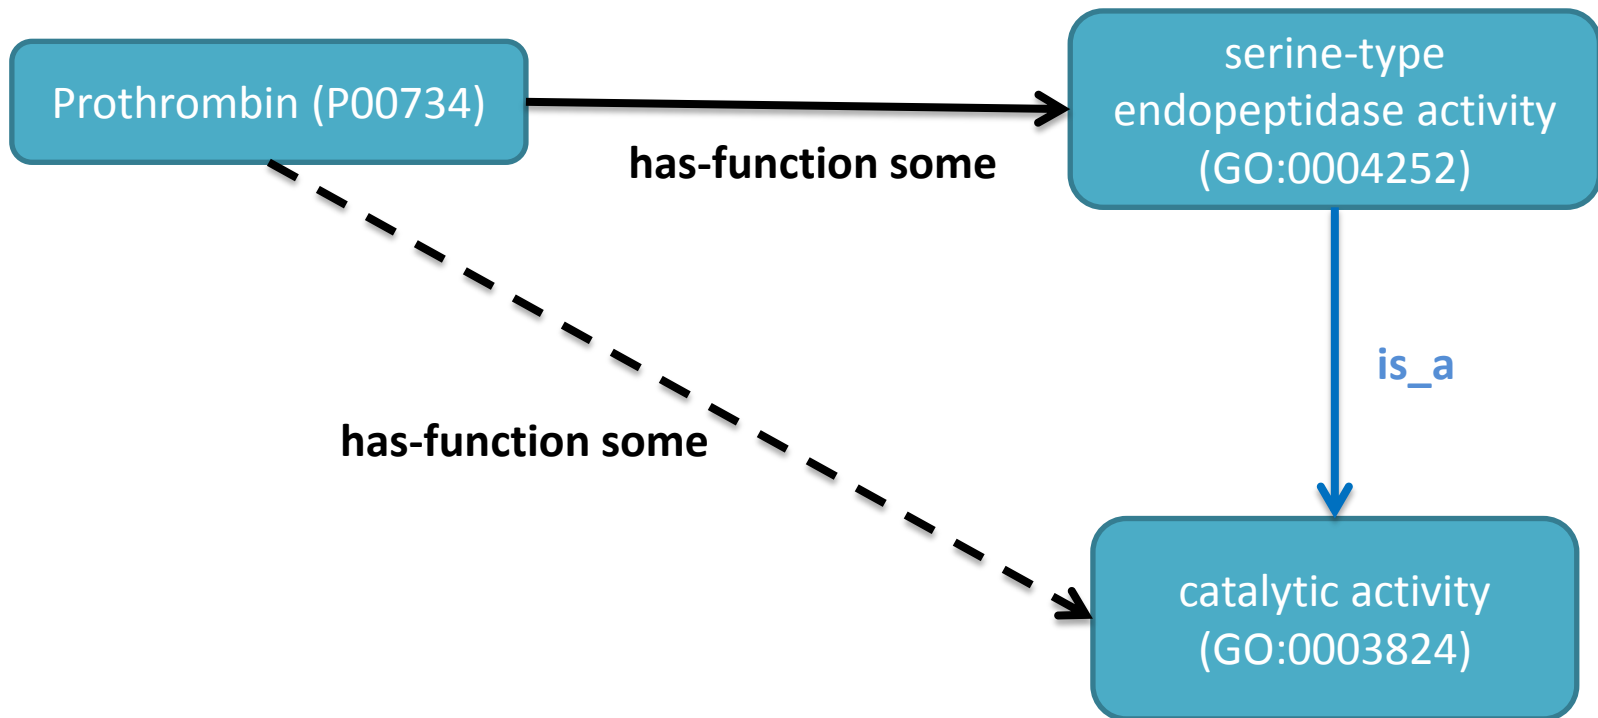 Prothrombin (P00734)
serine-type
endopeptidase activity
(GO:0004252)
has-function some
is_a
has-function some
catalytic activity
(GO:0003824)